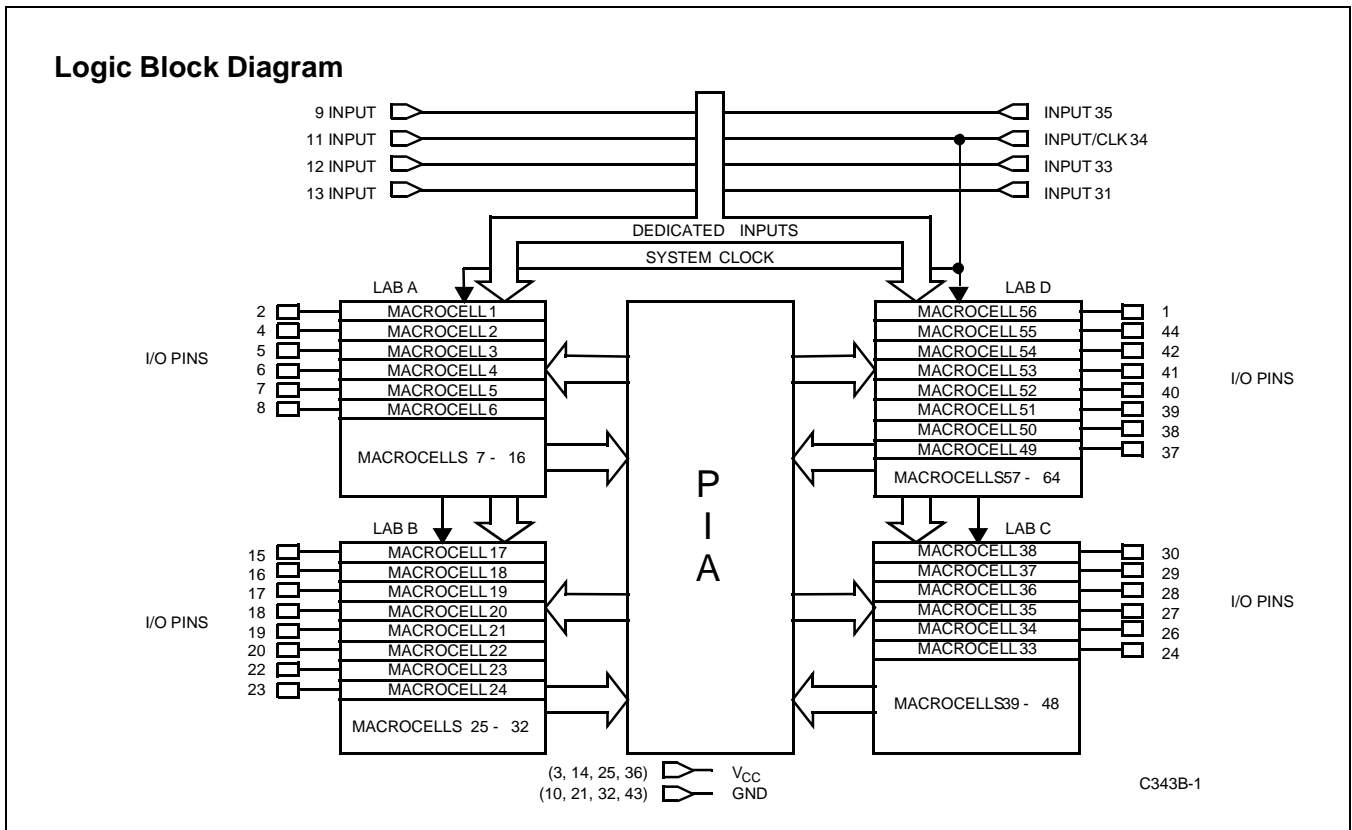 Logic Block Diagram
9 INPUT
INPUT 35
11 INPUT
INPUT/CLK 34
12 INPUT
INPUT 33
13 INPUT
INPUT 31
DEDICATED INPUTS
SYSTEM CLOCK
LAB A
LAB D
2
MACROCELL 1
MACROCELL 56
1
4
MACROCELL 2
MACROCELL 55
44
5
MACROCELL 3
MACROCELL 54
42
I/O PINS
6
MACROCELL 4
MACROCELL 53
41
I/O PINS
7
MACROCELL 5
MACROCELL 52
40
8
MACROCELL 6
MACROCELL 51
39
MACROCELL 50
38
MACROCELL 49
37
MACROCELLS 7 - 16
MACROCELLS 57 - 64
P
I
A
LAB B
LAB C
15
MACROCELL 17
MACROCELL 38
30
16
MACROCELL 18
MACROCELL 37
29
17
MACROCELL 19
MACROCELL 36
28
I/O PINS
18
MACROCELL 20
MACROCELL 35
27
I/O PINS
19
MACROCELL 21
MACROCELL 34
26
20
MACROCELL 22
MACROCELL 33
24
22
MACROCELL 23
23
MACROCELL 24
MACROCELLS 25 - 32
MACROCELLS 39 - 48
(3, 14, 25, 36) VCC
(10, 21, 32, 43) GND
C343B-1